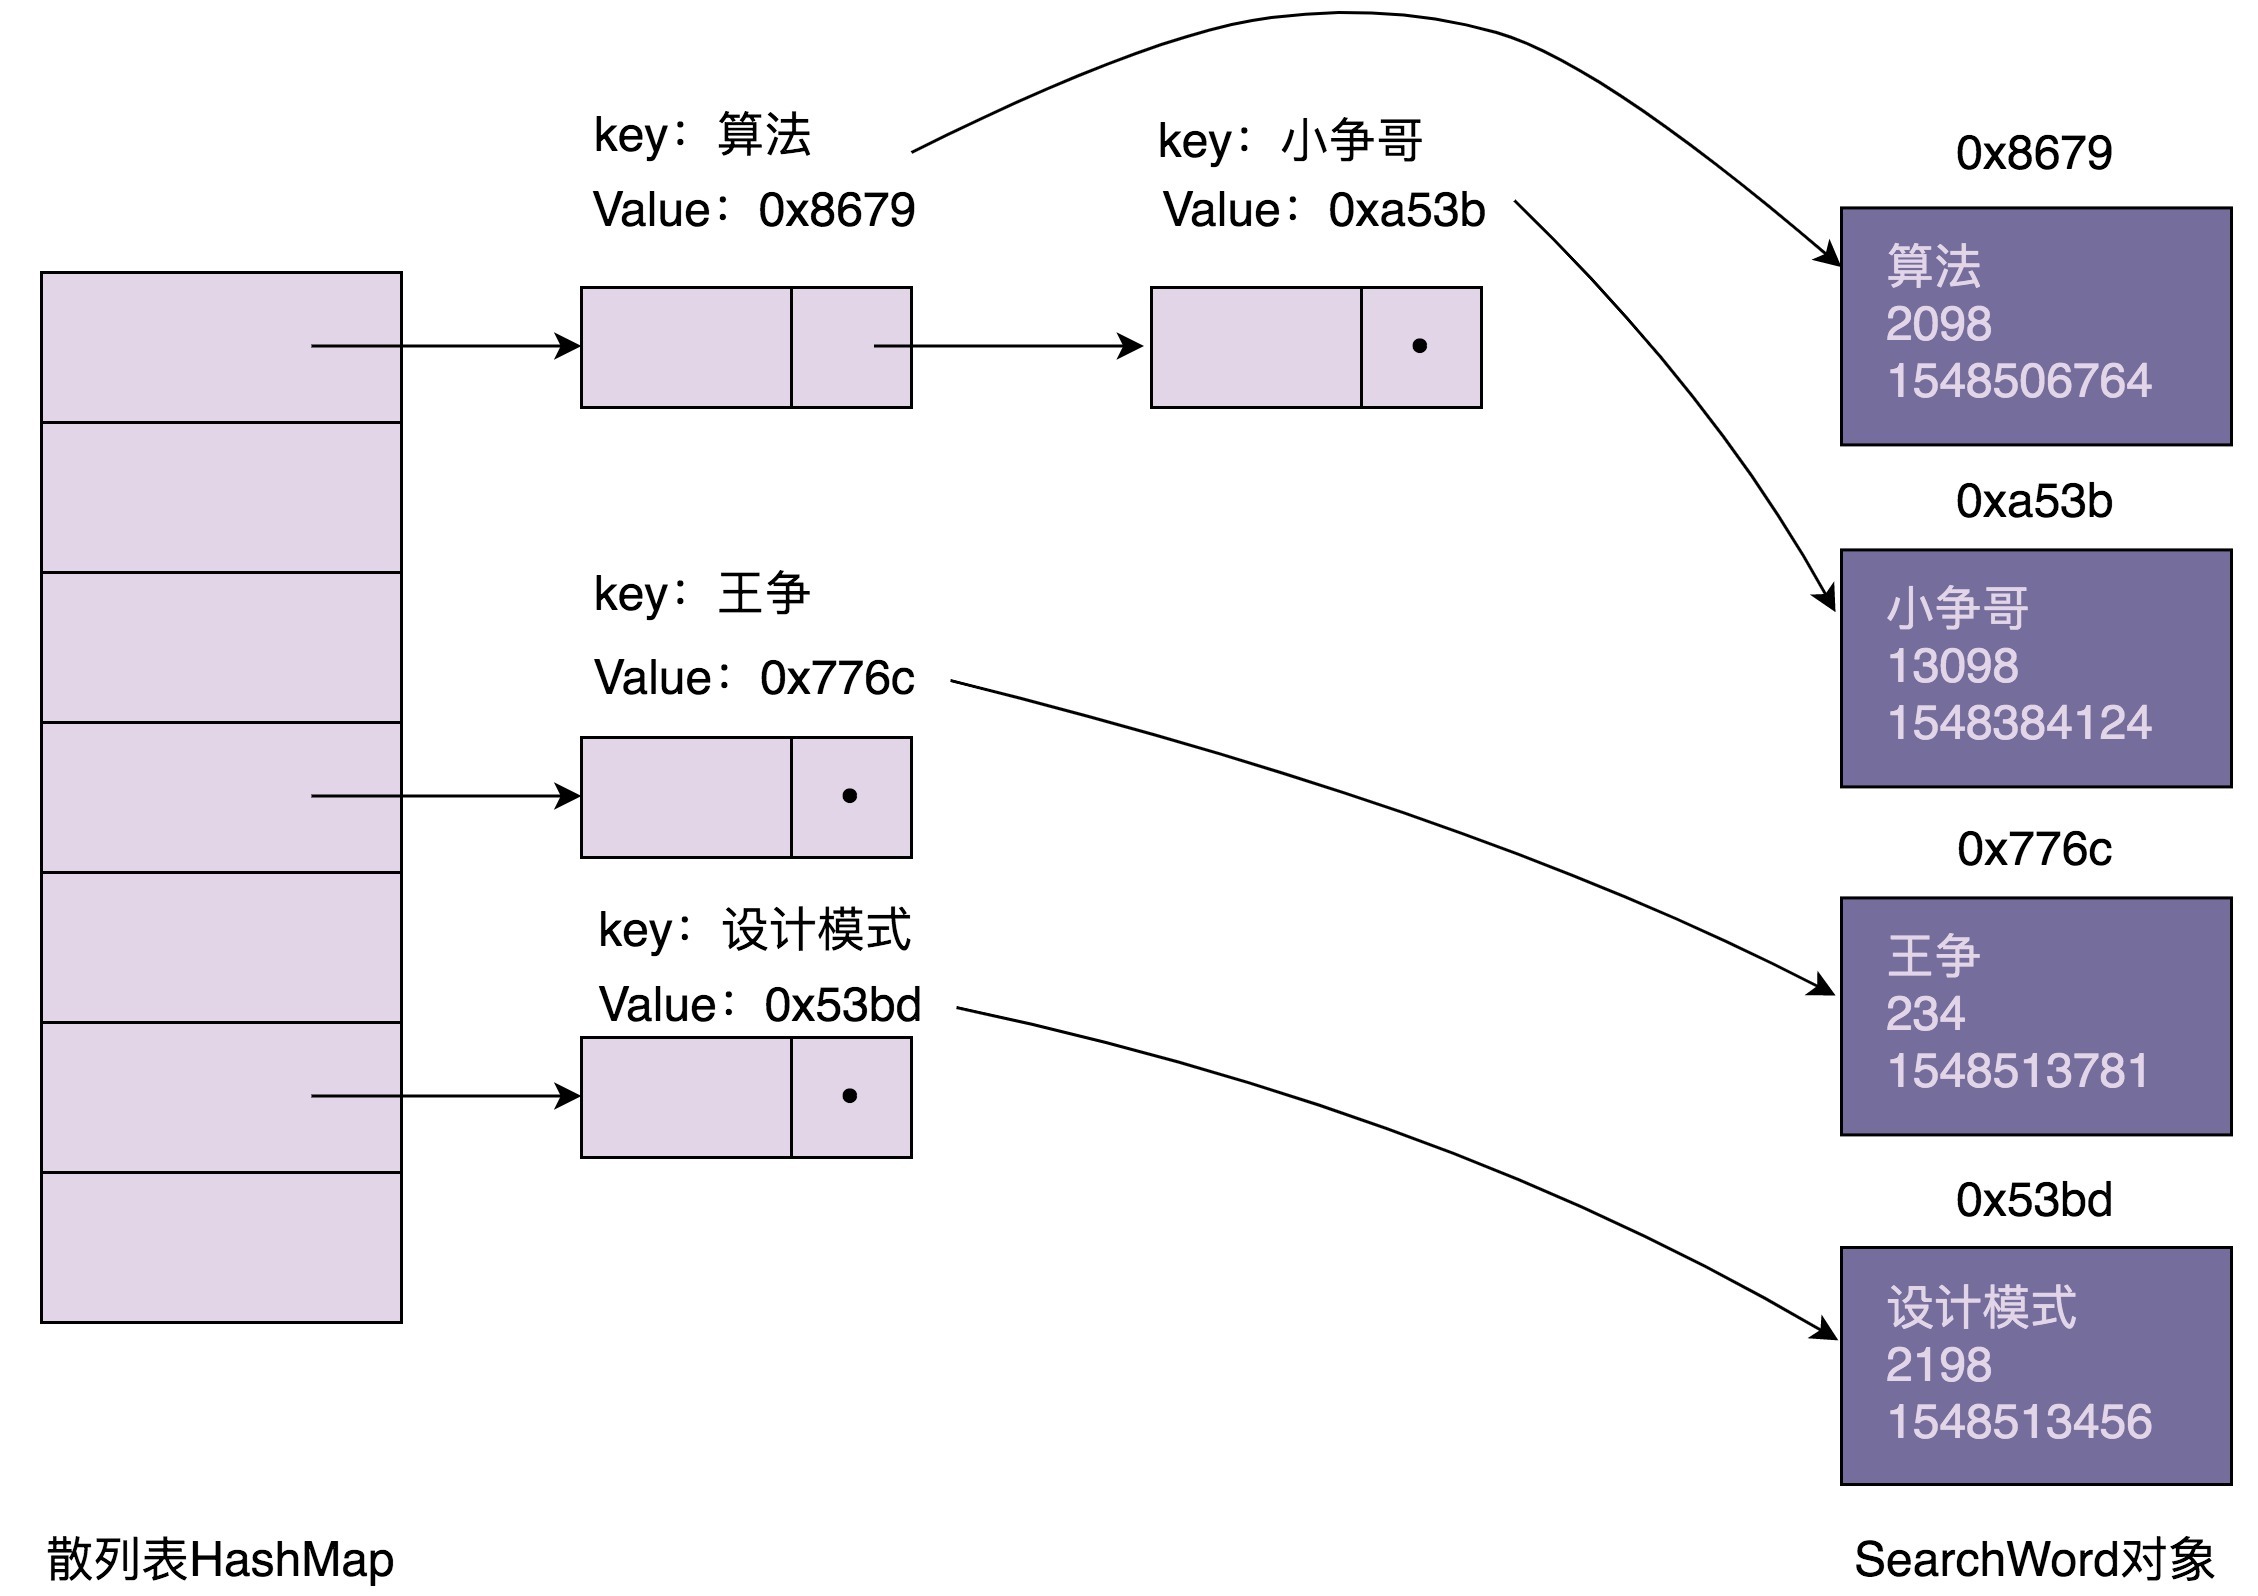 key：算法
Value：0x8679
key：小争哥
Value：0xa53b
0x8679
算法
2098
1548506764
0xa53b
小争哥
13098
1548384124
key：王争
Value：0x776c
0x776c
王争
234
1548513781
key：设计模式
Value：0x53bd
0x53bd
设计模式
2198
1548513456
散列表HashMap
SearchWord对象